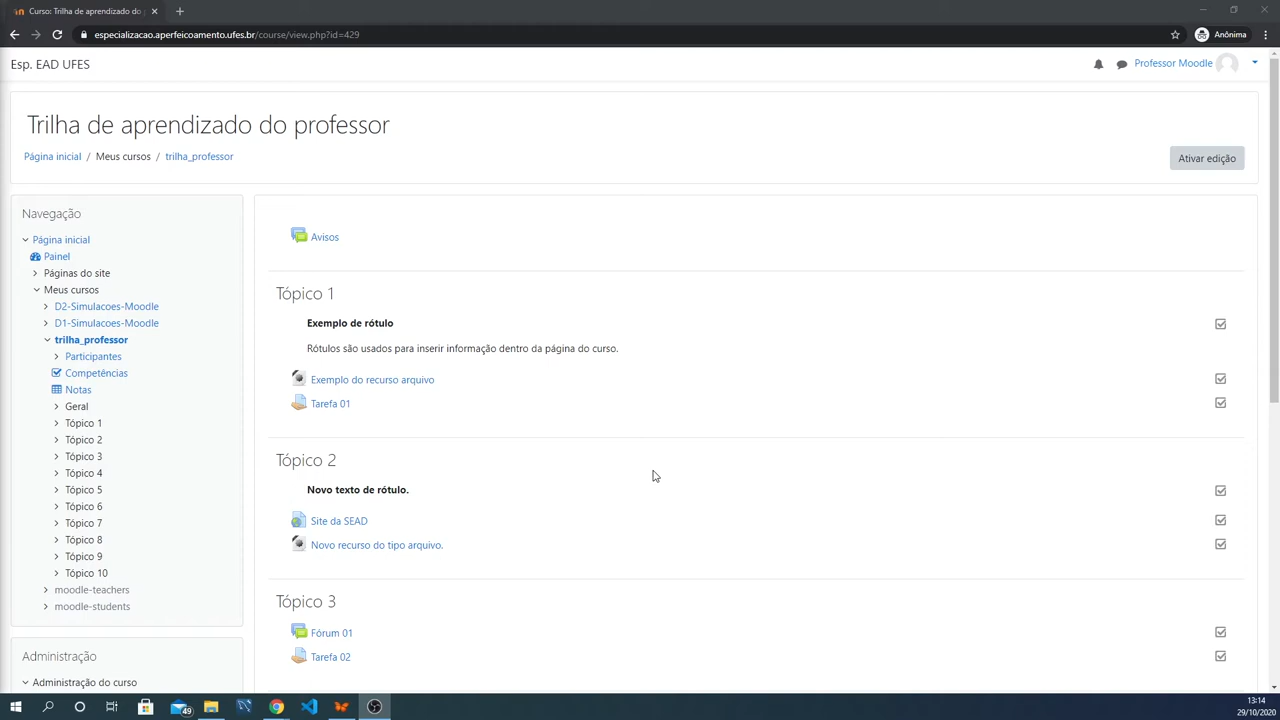 Curso: Trilha de aprendizado do p
especializacao.aperfeicoamento.ufes.br/course/view.php?id=429
Anônima
Esp. EAD UFES
Professor Moodle
Trilha de aprendizado do professor
Página inicial / Meus cursos / trilha_professor
Ativar edição
Navegação
Página inicial
Painel
Páginas do site
Meus cursos
D2-Simulacoes-Moodle
D1-Simulacoes-Moodle
trilha_professor
Participantes
Competências
Notas
Geral
Tópico 1
Tópico 2
Tópico 3
Tópico 4
Tópico 5
Tópico 6
Tópico 7
Tópico 8
Tópico 9
Tópico 10
moodle-teachers
moodle-students
Administração
Administração do curso
Avisos
Tópico 1
Exemplo de rótulo
Rótulos são usados para inserir informação dentro da página do curso.
Exemplo do recurso arquivo
Tarefa 01
Tópico 2
Novo texto de rótulo.
Site da SEAD
Novo recurso do tipo arquivo.
Tópico 3
Fórum 01
Tarefa 02
49
13:14
29/10/2020